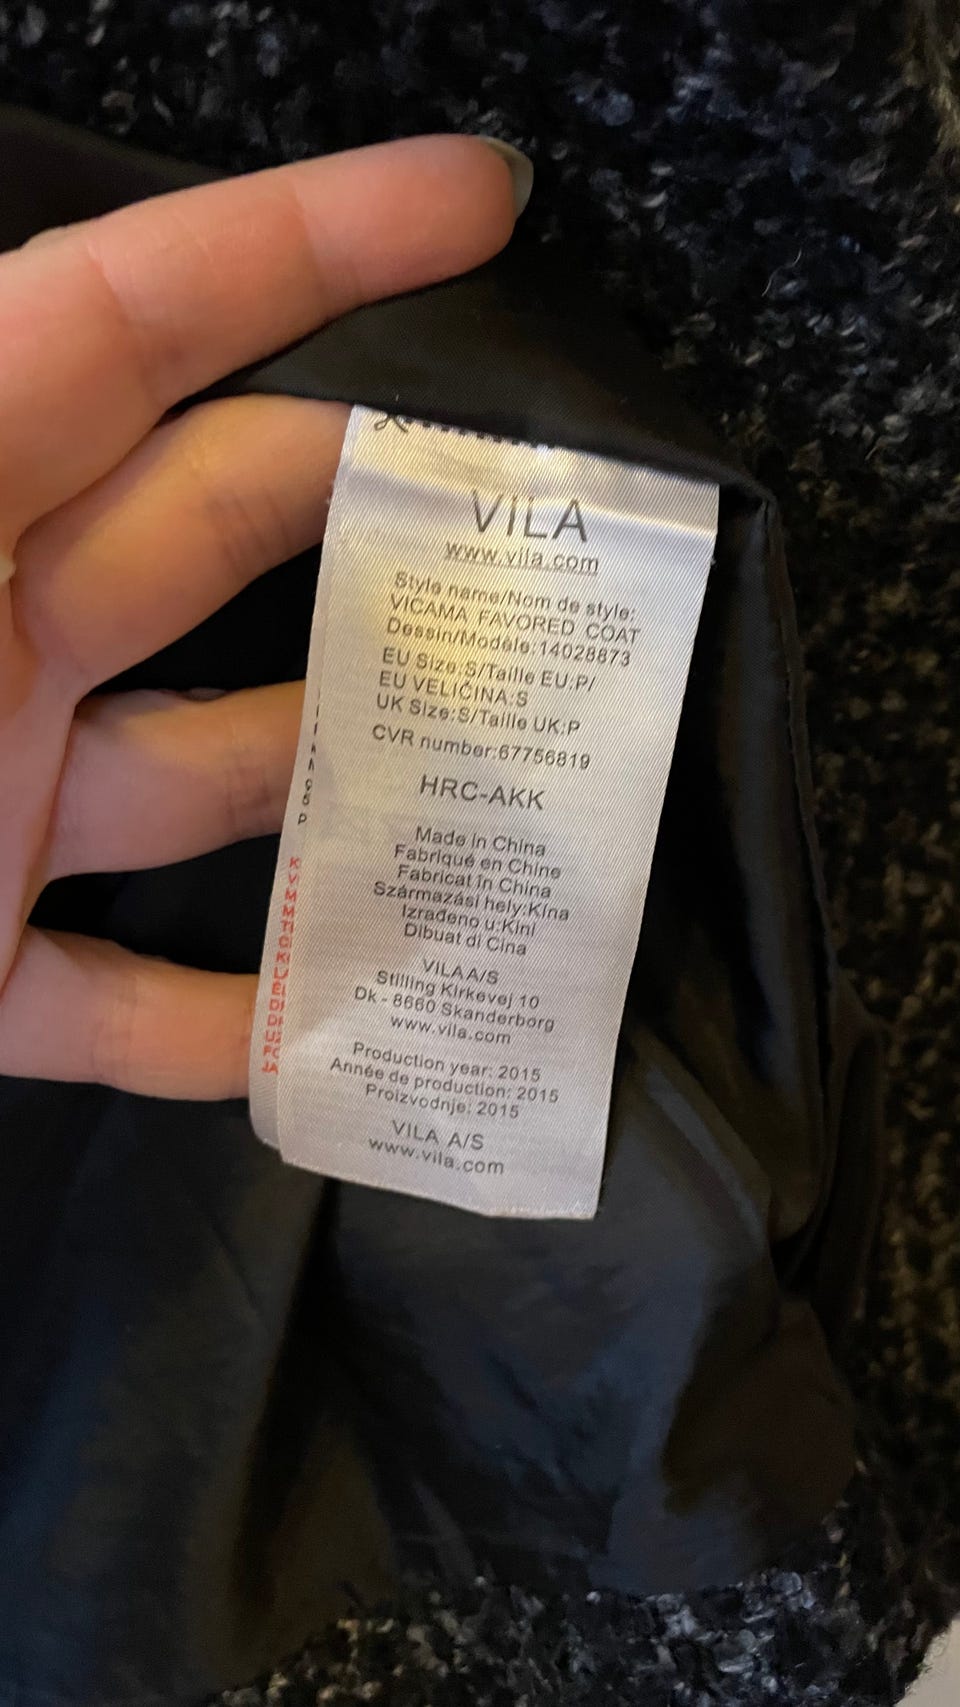 VILA
www.vila.com
Style name/Nom de style:
VICAMA FAVORED COAT
Dessin/Modéle:14028873
EU Size:S/Taille EU:P/
EU VELIČINA:S
UK Size:S/Taille UK:P
CVR number:67756819
HRC-AKK
Made in China
Fabriqué en Chine
Fabricat în China
Származási hely:Kína
Izrađeno u:Kini
Dibuat di Cina
VILA A/S
Stilling Kirkevej 10
Dk - 8660 Skanderborg
www.vila.com
Production year: 2015
Année de production: 2015
Proizvodnje: 2015
VILA A/S
www.vila.com